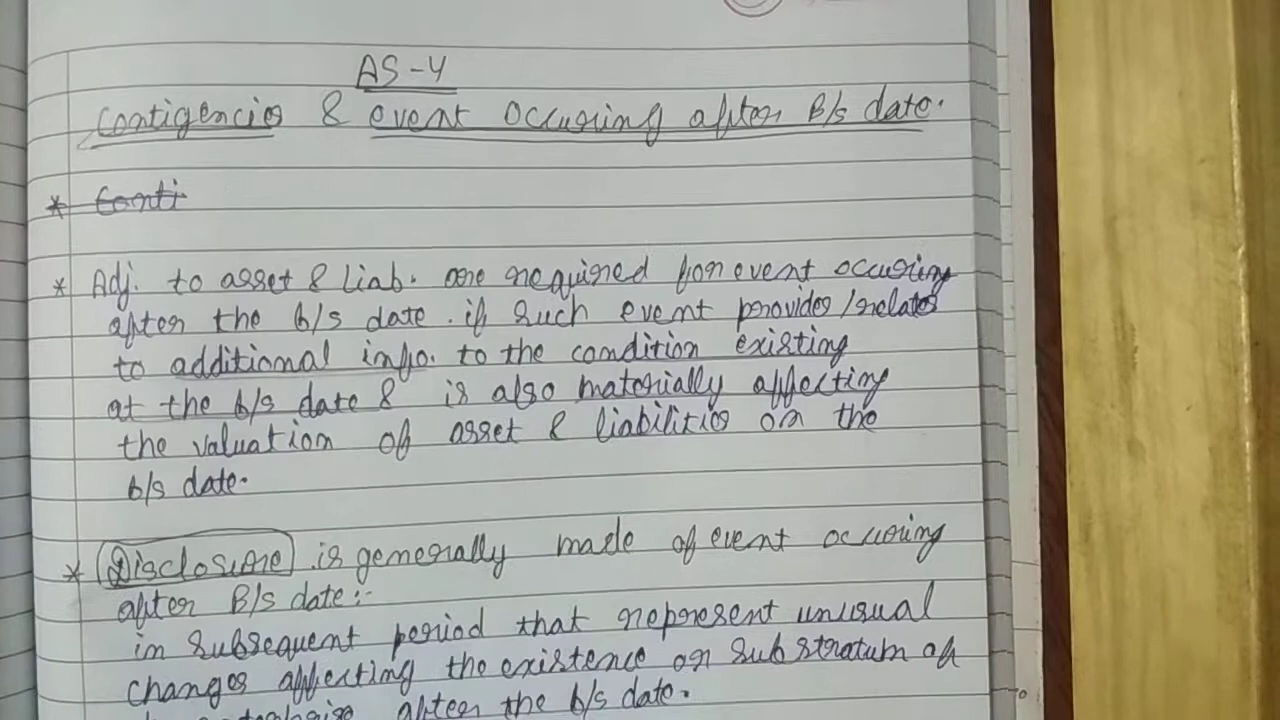 AS-4
Contigencies & event occuring after B/s date.
* Conti
* Adj. to asset & liab. are required for event occuring
after the b/s date. if such event provides/relates
to additional info. to the condition existing
at the b/s date & is also materially affecting
the valuation of asset & liabilities on the
b/s date.
* Disclosure is generally made of event occuring
after B/s date:-
in subsequent period that represent unusual
changes affecting the existence or substratum of
after the b/s date.